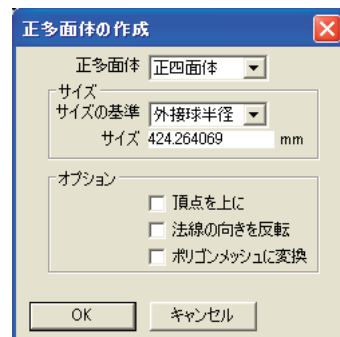 正多面体の作成
正多面体 正四面体
サイズ
サイズの基準 外接球半径
サイズ 424.264069 mm
オプション
頂点を上に
法線の向きを反転
ポリゴンメッシュに変換
OK キャンセル